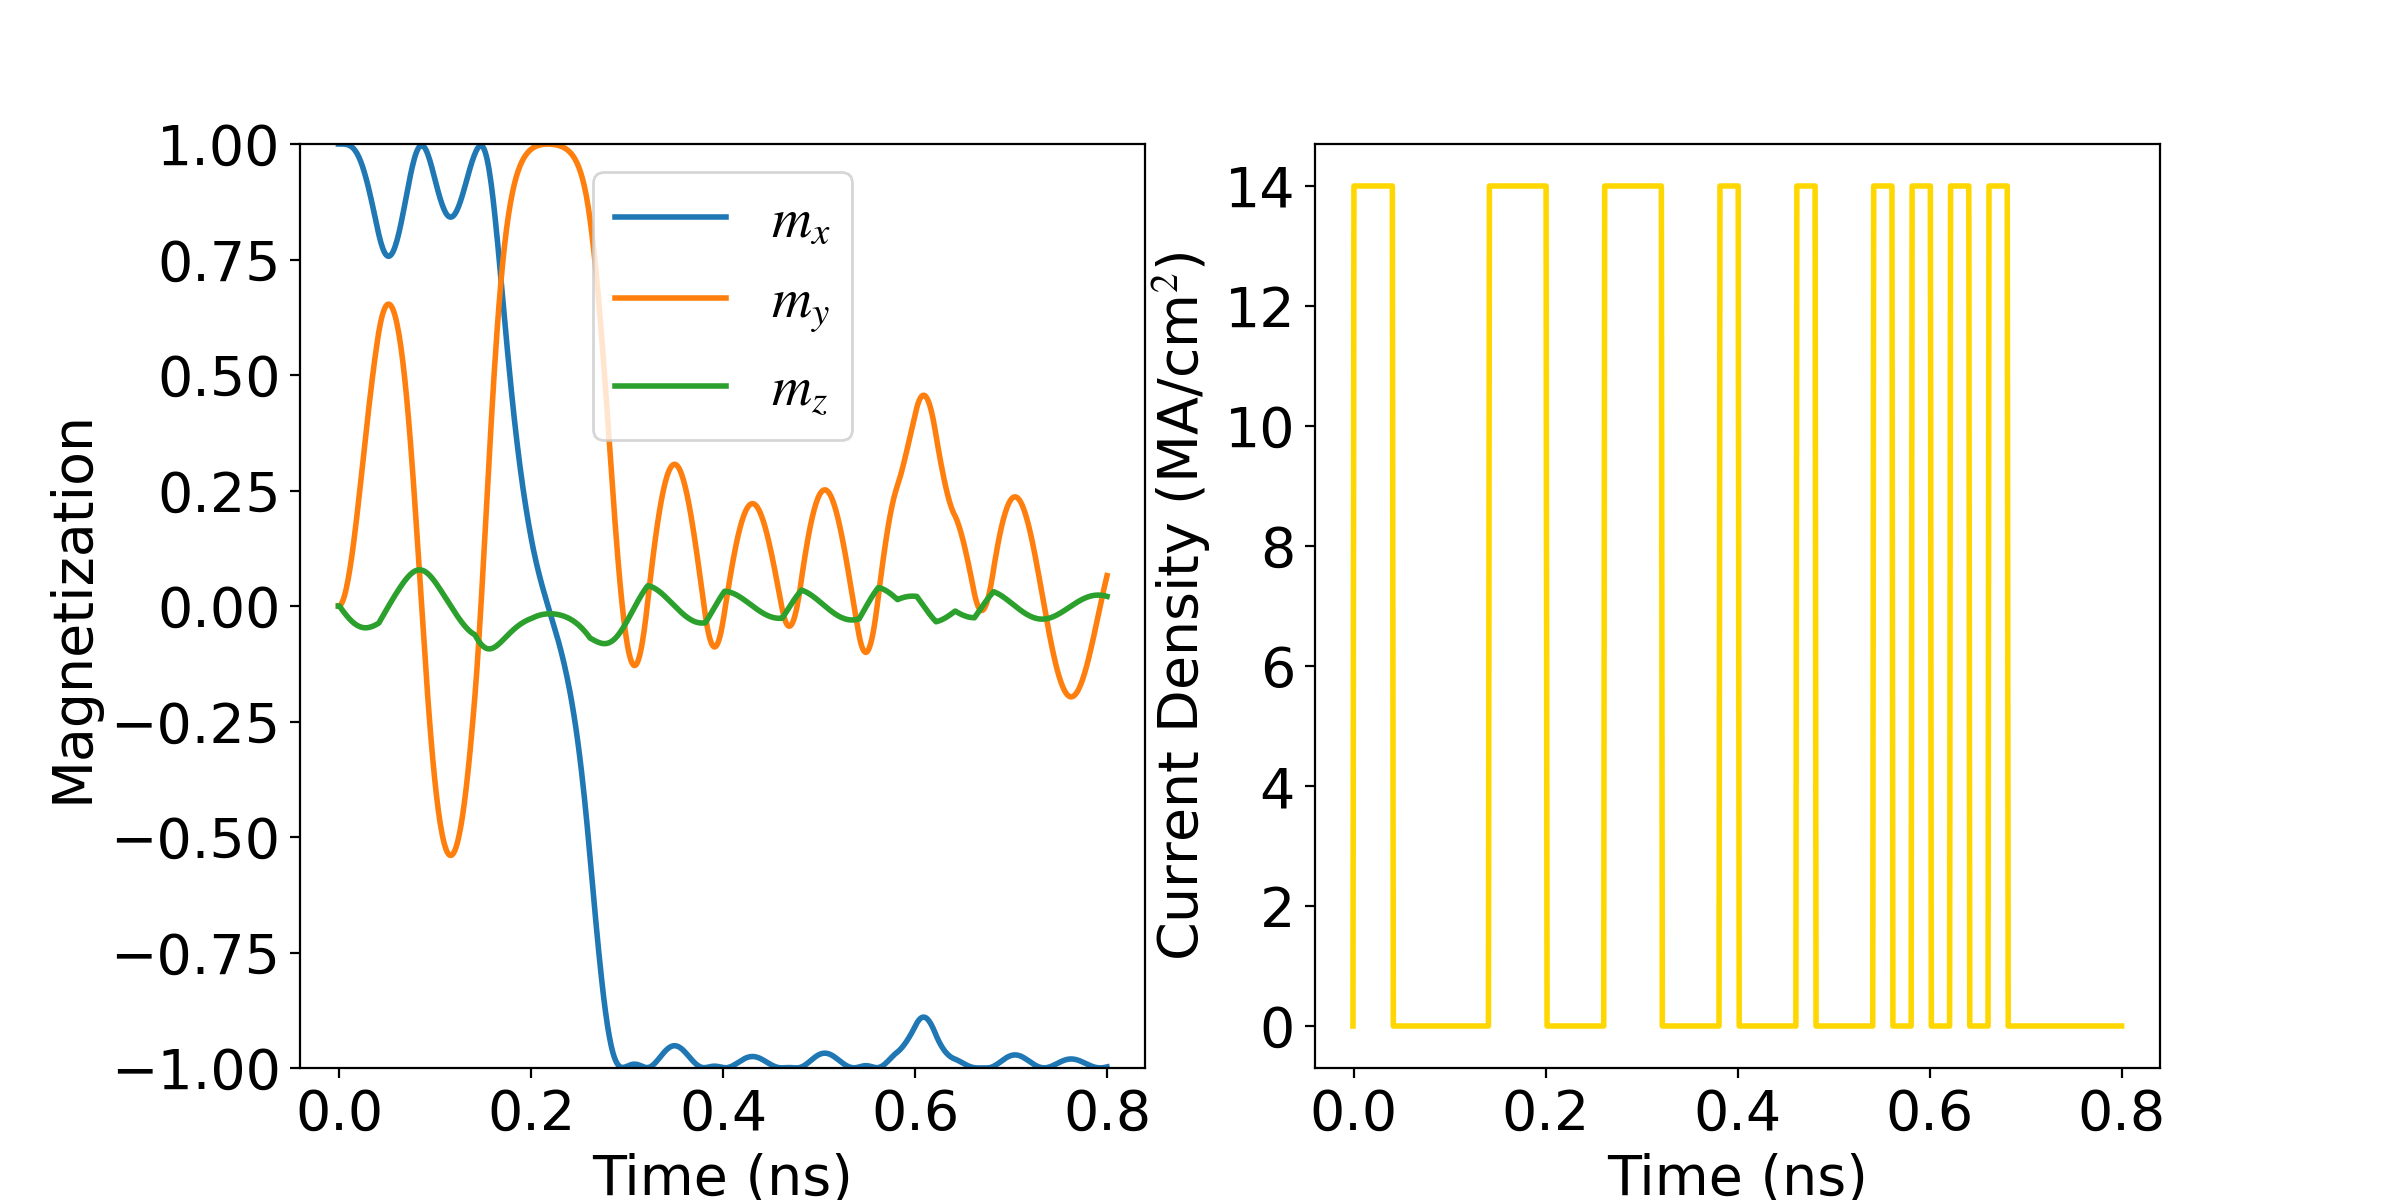 1.00
0.75
0.50
0.25
0.00
−0.25
−0.50
−0.75
−1.00
Magnetization
0.0 0.2 0.4 0.6 0.8
Time (ns)
m_x
m_y
m_z
14
12
10
8
6
4
2
0
Current Density (MA/cm²)
0.0 0.2 0.4 0.6 0.8
Time (ns)